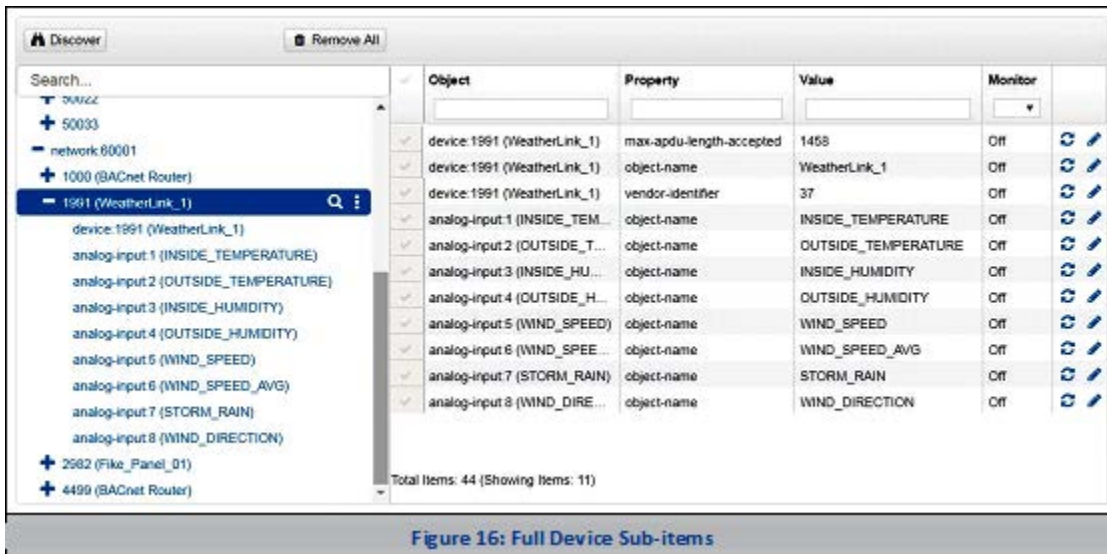 Discover Remove All
Search...
50022
50033
network:60001
1000 (BACnet Router)
1991 (WeatherLink_1)
device:1991 (WeatherLink_1)
analog-input:1 (INSIDE_TEMPERATURE)
analog-input:2 (OUTSIDE_TEMPERATURE)
analog-input:3 (INSIDE_HUMIDITY)
analog-input:4 (OUTSIDE_HUMIDITY)
analog-input:5 (WIND_SPEED)
analog-input:6 (WIND_SPEED_AVG)
analog-input:7 (STORM_RAIN)
analog-input:8 (WIND_DIRECTION)
2982 (Fike_Panel_01)
4499 (BACnet Router)
Object Property Value Monitor
device:1991 (WeatherLink_1) max-apdu-length-accepted 1458 Off
device:1991 (WeatherLink_1) object-name WeatherLink_1 Off
device:1991 (WeatherLink_1) vendor-identifier 37 Off
analog-input:1 (INSIDE_TEM... object-name INSIDE_TEMPERATURE Off
analog-input:2 (OUTSIDE_T... object-name OUTSIDE_TEMPERATURE Off
analog-input:3 (INSIDE_HU... object-name INSIDE_HUMIDITY Off
analog-input:4 (OUTSIDE_H... object-name OUTSIDE_HUMIDITY Off
analog-input:5 (WIND_SPEED) object-name WIND_SPEED Off
analog-input:6 (WIND_SPEE... object-name WIND_SPEED_AVG Off
analog-input:7 (STORM_RAIN) object-name STORM_RAIN Off
analog-input:8 (WIND_DIRE... object-name WIND_DIRECTION Off
Total Items: 44 (Showing Items: 11)
Figure 16: Full Device Sub-items